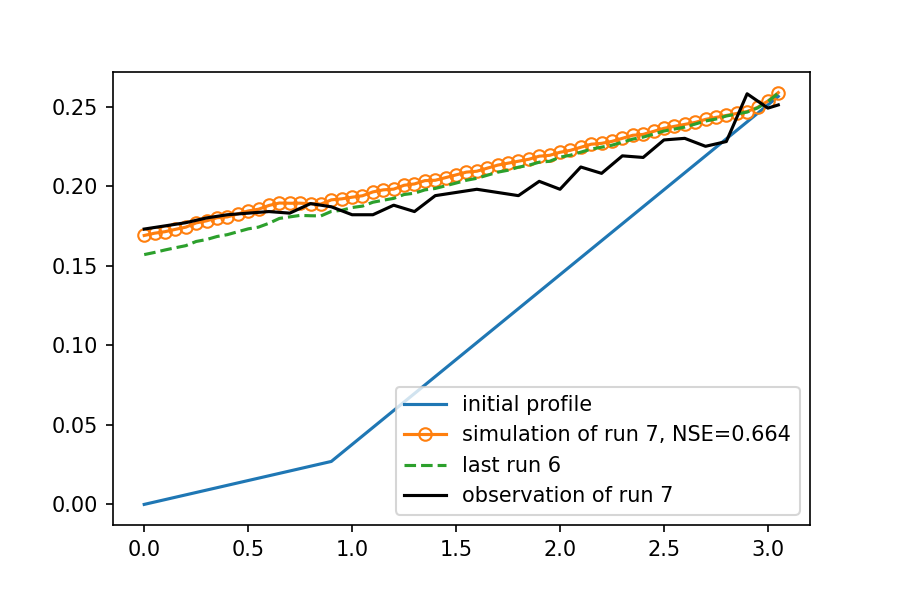 0.25
0.20
0.15
0.10
0.05
0.00
initial profile
simulation of run 7, NSE=0.664
last run 6
observation of run 7
0.0 0.5 1.0 1.5 2.0 2.5 3.0